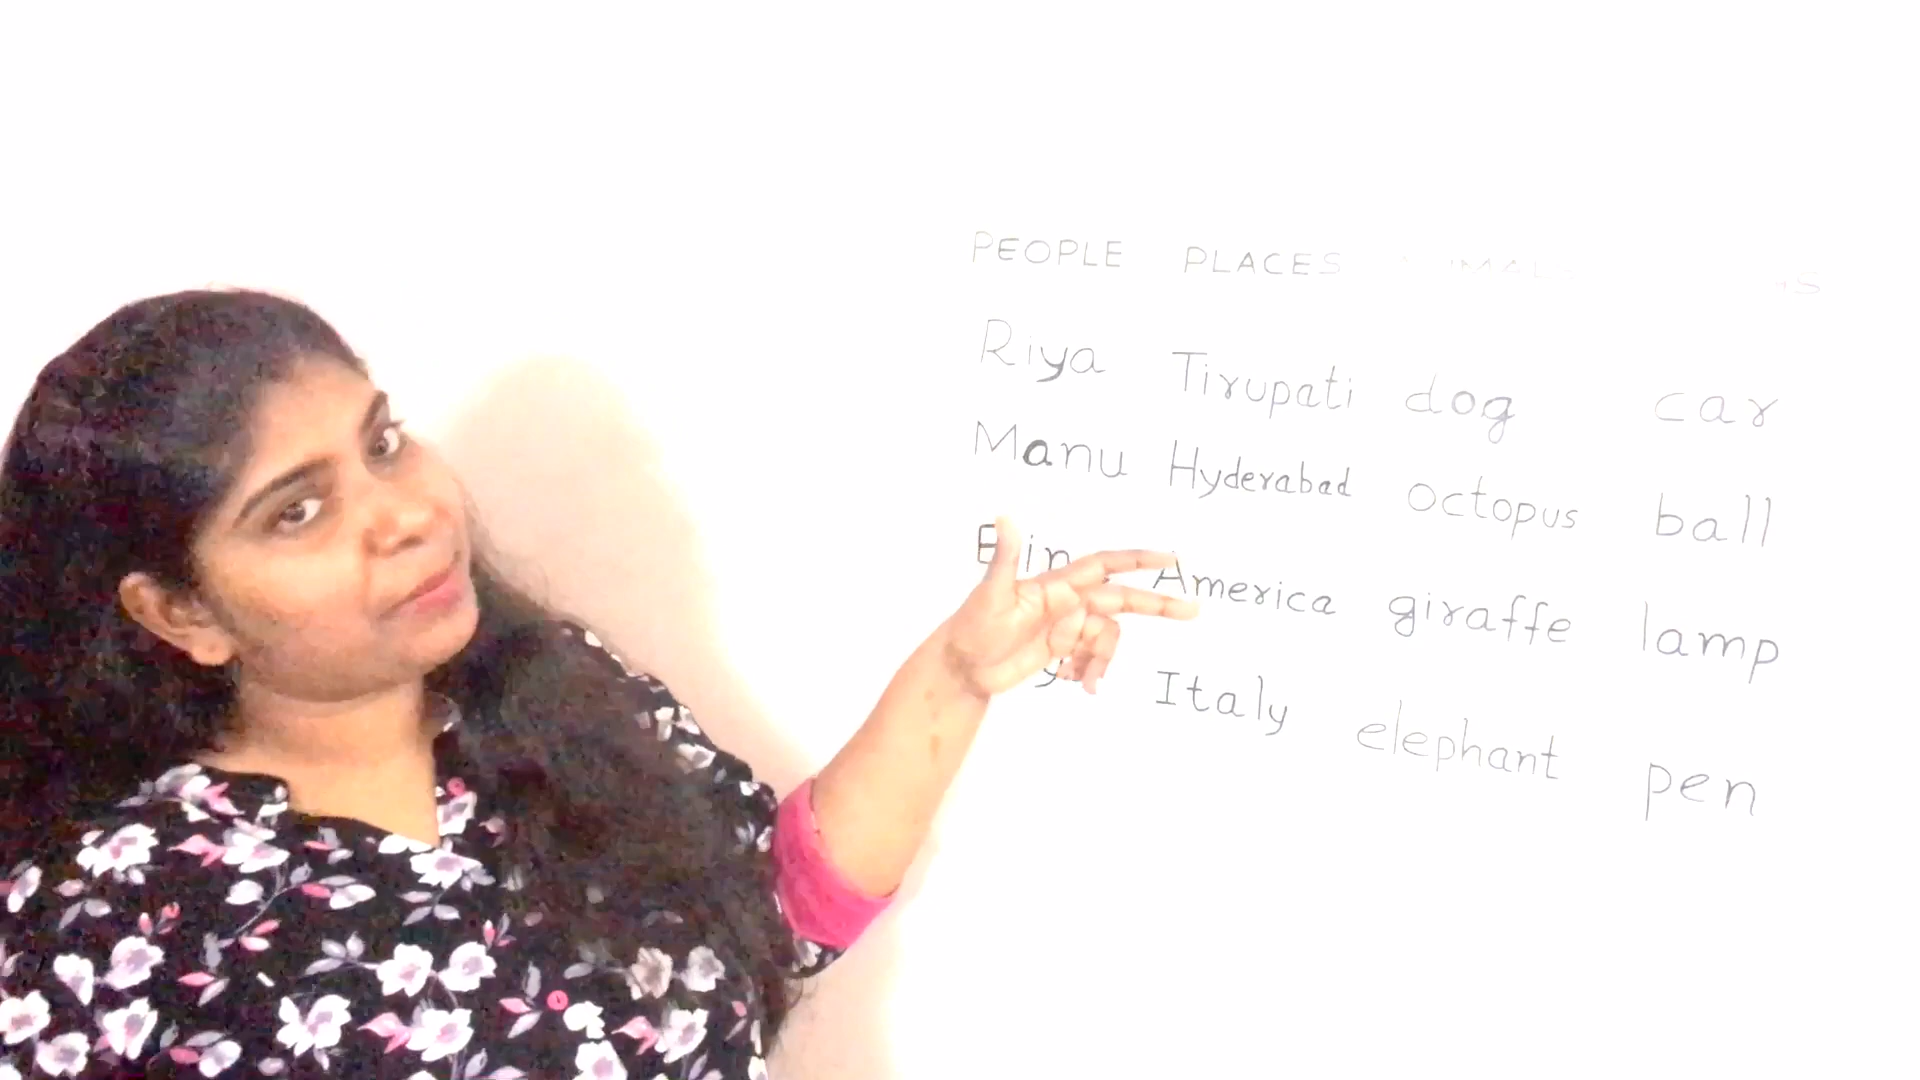 PEOPLE PLACES
Riya Tirupati dog car
Manu Hyderabad octopus ball
America giraffe lamp
Italy elephant pen